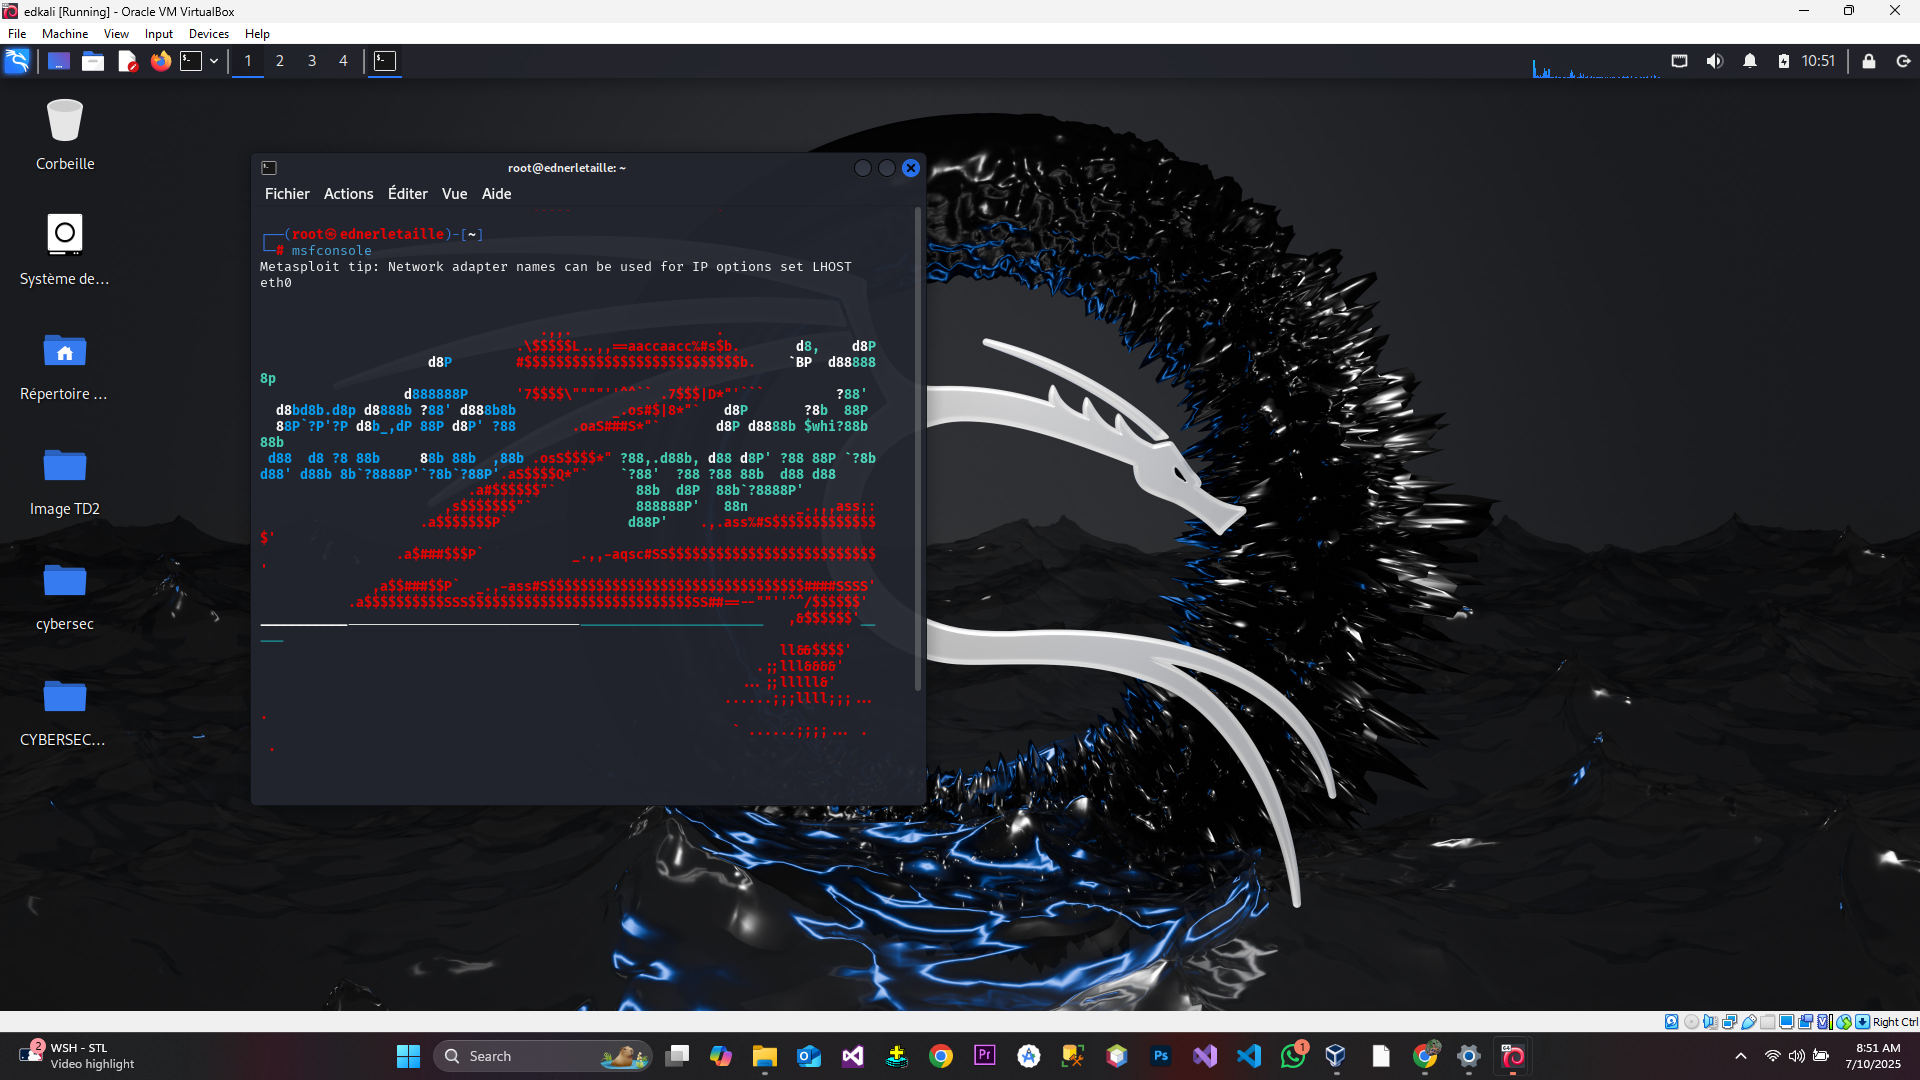 edkali [Running] - Oracle VM VirtualBox
File Machine View Input Devices Help
1 2 3 4
10:51
Corbeille
Système de...
Répertoire ...
Image TD2
cybersec
CYBERSEC...
root@ednerletaille: ~
Fichier Actions Éditer Vue Aide
┌──(root㉿ednerletaille)-[~]
└─# msfconsole
Metasploit tip: Network adapter names can be used for IP options set LHOST
eth0
Right Ctrl
2
WSH - STL
Video highlight
Search
Pr
Ps
1
8:51 AM
7/10/2025